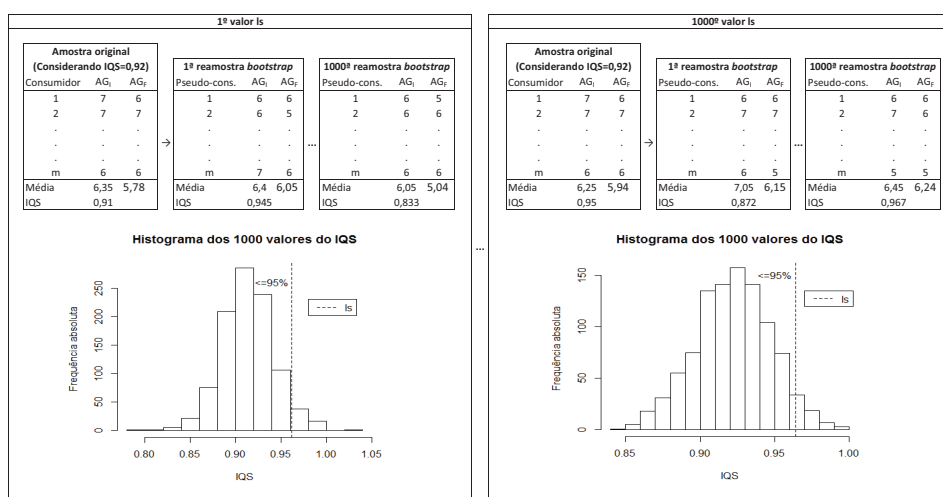 1º valor ls
Amostra original
(Considerando IQS=0,92)
Consumidor AGI AGF
1 7 6
2 7 7
. . .
. . .
. . .
m 6 6
Média 6,35 5,78
IQS 0,91
→
1ª reamostra bootstrap
Pseudo-cons. AGI AGF
1 6 6
2 6 5
. . .
. . .
. . .
m 7 6
Média 6,4 6,05
IQS 0,945
...
1000ª reamostra bootstrap
Pseudo-cons. AGI AGF
1 6 5
2 6 6
. . .
. . .
. . .
m 6 6
Média 6,05 5,04
IQS 0,833
Histograma dos 1000 valores do IQS
<=95%
ls
Frequência absoluta
0 50 100 150 200 250
0.80 0.85 0.90 0.95 1.00 1.05
IQS
...
1000º valor ls
Amostra original
(Considerando IQS=0,92)
Consumidor AGI AGF
1 7 6
2 7 7
. . .
. . .
. . .
m 6 6
Média 6,25 5,94
IQS 0,95
→
1ª reamostra bootstrap
Pseudo-cons. AGI AGF
1 6 6
2 7 7
. . .
. . .
. . .
m 6 5
Média 7,05 6,15
IQS 0,872
...
1000ª reamostra bootstrap
Pseudo-cons. AGI AGF
1 6 6
2 7 6
. . .
. . .
. . .
m 5 5
Média 6,45 6,24
IQS 0,967
Histograma dos 1000 valores do IQS
<=95%
ls
Frequência absoluta
0 50 100 150
0.85 0.90 0.95 1.00
IQS